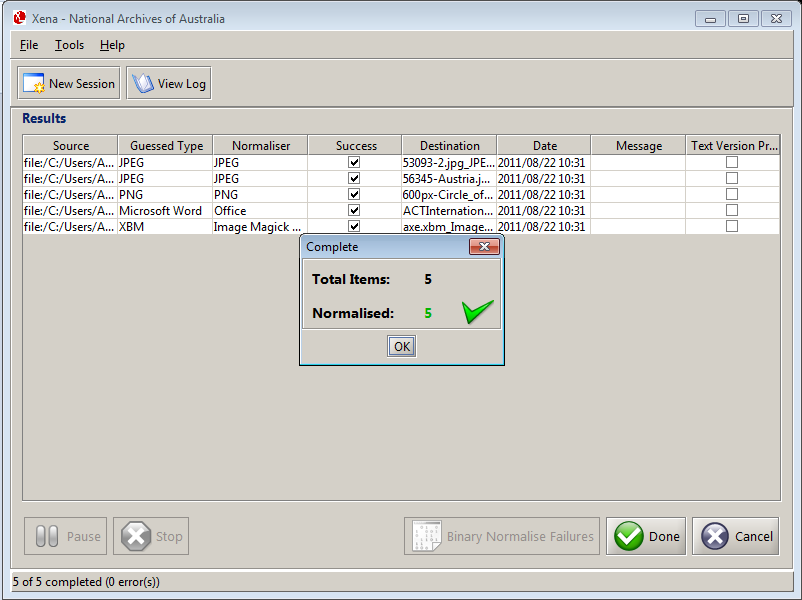 Xena - National Archives of Australia
File Tools Help
New Session View Log
Results
Source Guessed Type Normaliser Success Destination Date Message Text Version Pr...
file:/C:/Users/A... JPEG JPEG 53093-2.jpg_JPE... 2011/08/22 10:31
file:/C:/Users/A... JPEG JPEG 56345-Austria.j... 2011/08/22 10:31
file:/C:/Users/A... PNG PNG 600px-Circle_of... 2011/08/22 10:31
file:/C:/Users/A... Microsoft Word Office ACTInternation... 2011/08/22 10:31
file:/C:/Users/A... XBM Image Magick ... axe.xbm_Image... 2011/08/22 10:31
Complete
Total Items: 5
Normalised: 5
OK
Pause Stop Binary Normalise Failures Done Cancel
5 of 5 completed (0 error(s))